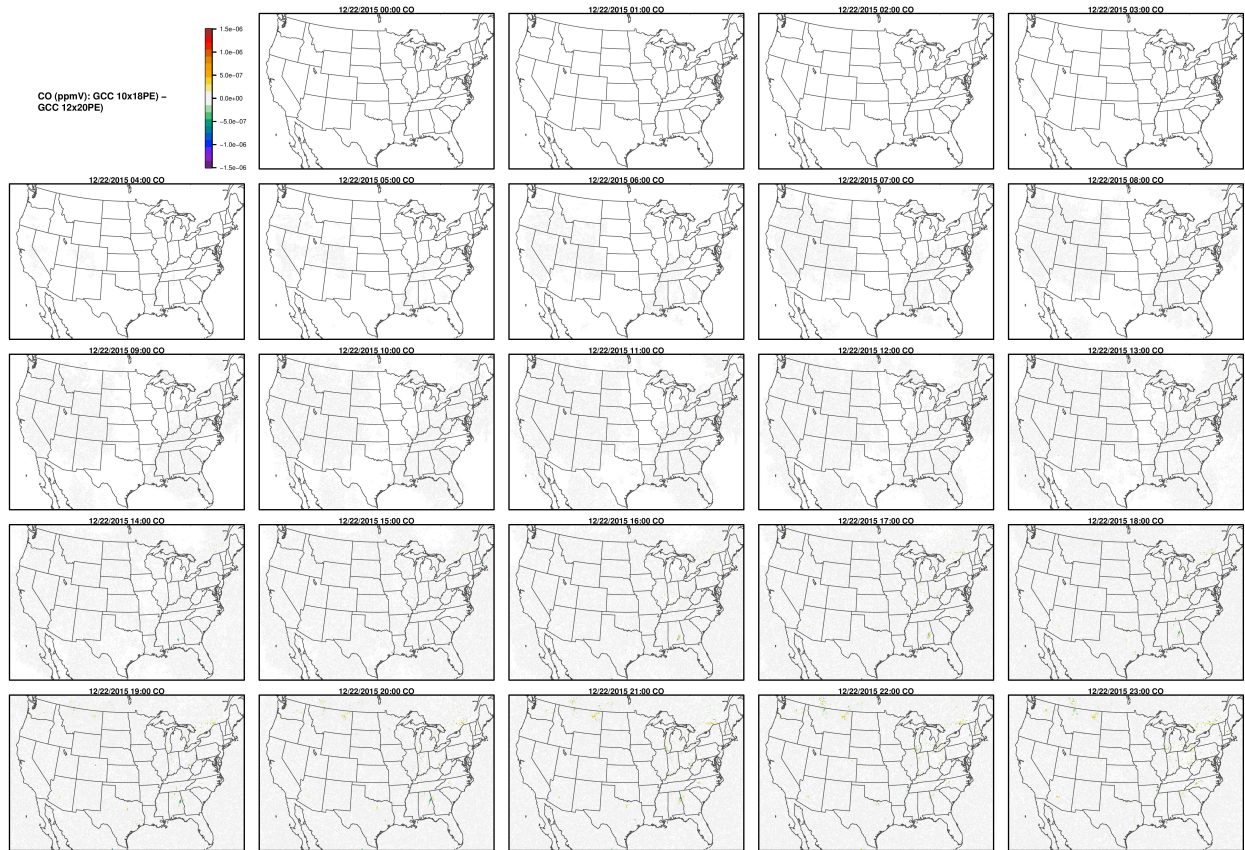 12/22/2015 00:00 CO
12/22/2015 01:00 CO
12/22/2015 02:00 CO
12/22/2015 03:00 CO
1.5e−06
1.0e−06
5.0e−07
0.0e+00
−5.0e−07
−1.0e−06
−1.5e−06
CO (ppmV): GCC 10x18PE) −
GCC 12x20PE)
12/22/2015 04:00 CO
12/22/2015 05:00 CO
12/22/2015 06:00 CO
12/22/2015 07:00 CO
12/22/2015 08:00 CO
12/22/2015 09:00 CO
12/22/2015 10:00 CO
12/22/2015 11:00 CO
12/22/2015 12:00 CO
12/22/2015 13:00 CO
12/22/2015 14:00 CO
12/22/2015 15:00 CO
12/22/2015 16:00 CO
12/22/2015 17:00 CO
12/22/2015 18:00 CO
12/22/2015 19:00 CO
12/22/2015 20:00 CO
12/22/2015 21:00 CO
12/22/2015 22:00 CO
12/22/2015 23:00 CO